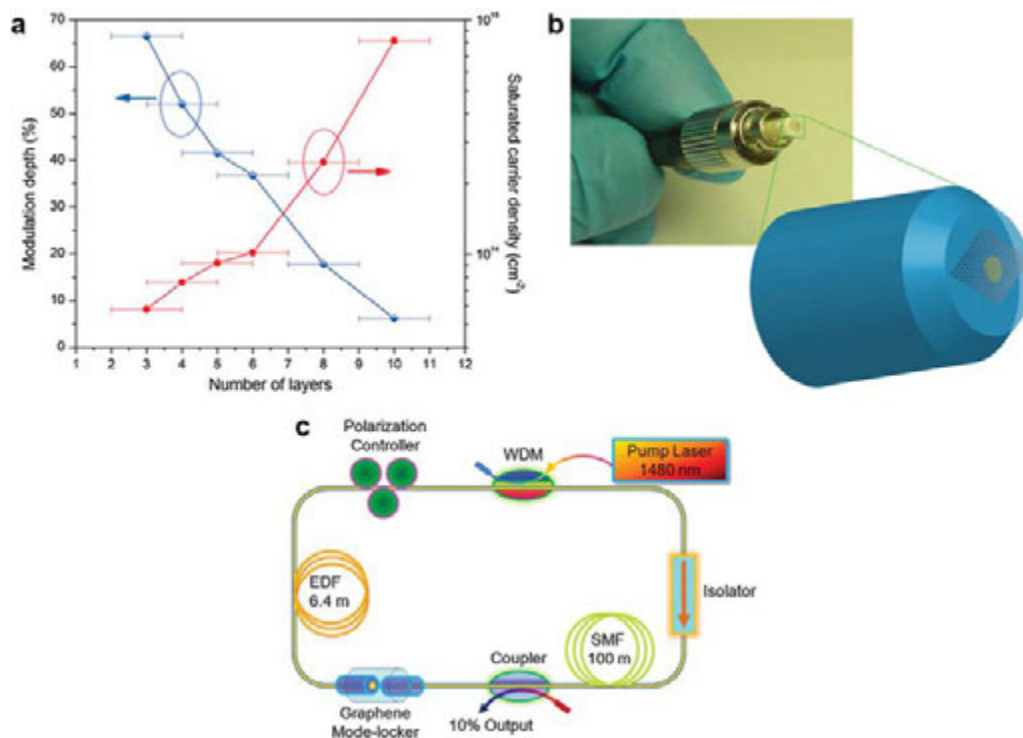 a
70
60
50
40
30
20
10
0
Modulation depth (%)
1 2 3 4 5 6 7 8 9 10 11 12
Number of layers
10¹⁴
Saturated carrier density (cm⁻²)
b
c
Polarization
Controller
WDM
Pump Laser
1480 nm
EDF
6.4 m
Isolator
SMF
100 m
Coupler
Graphene
Mode-locker
10% Output